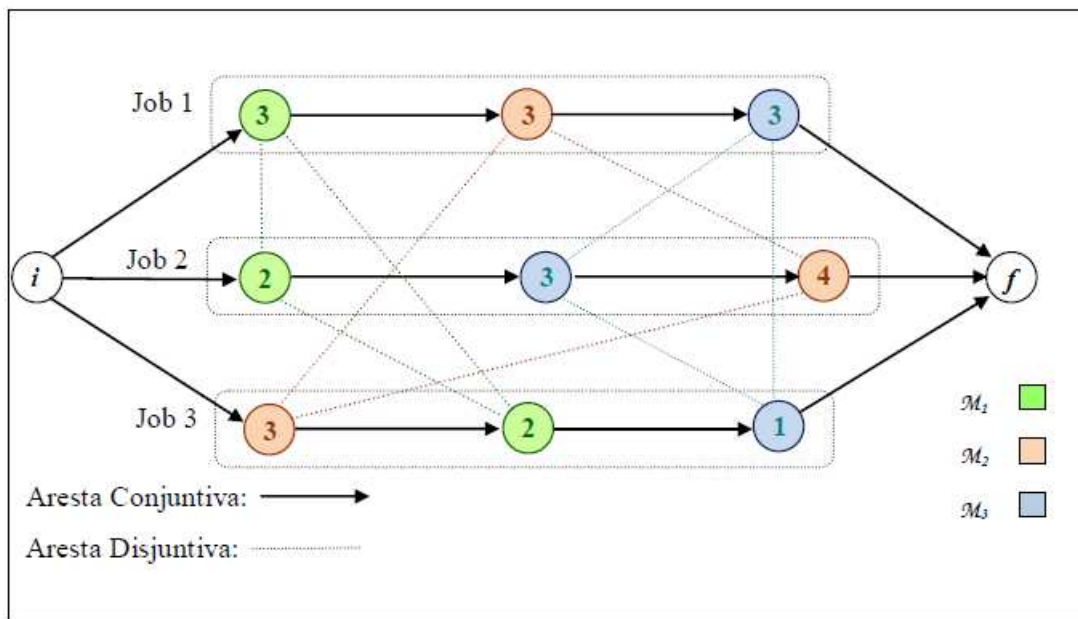 Job 1
3
3
3
i
Job 2
2
3
4
f
Job 3
3
2
1
M₁
M₂
M₃
Aresta Conjuntiva:
Aresta Disjuntiva: